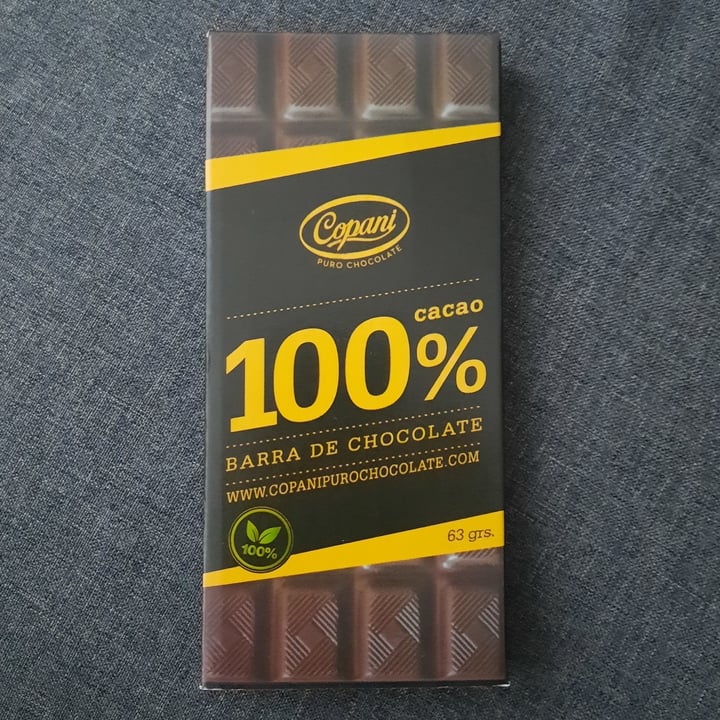 Copani
PURO CHOCOLATE
cacao
100%
BARRA DE CHOCOLATE
WWW.COPANIPUROCHOCOLATE.COM
100%
63 grs.